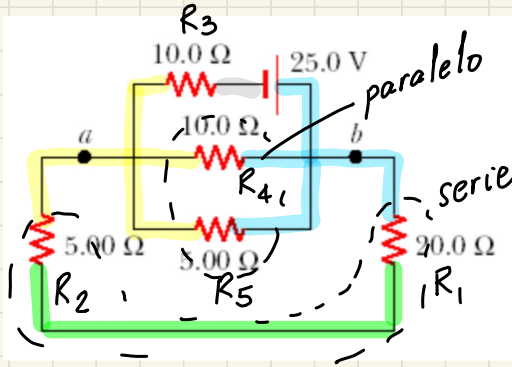 R3
10.0 Ω
25.0 V
paralelo
10.0 Ω
a
b
R4
serie
5.00 Ω
5.00 Ω
20.0 Ω
R2
R5
R1